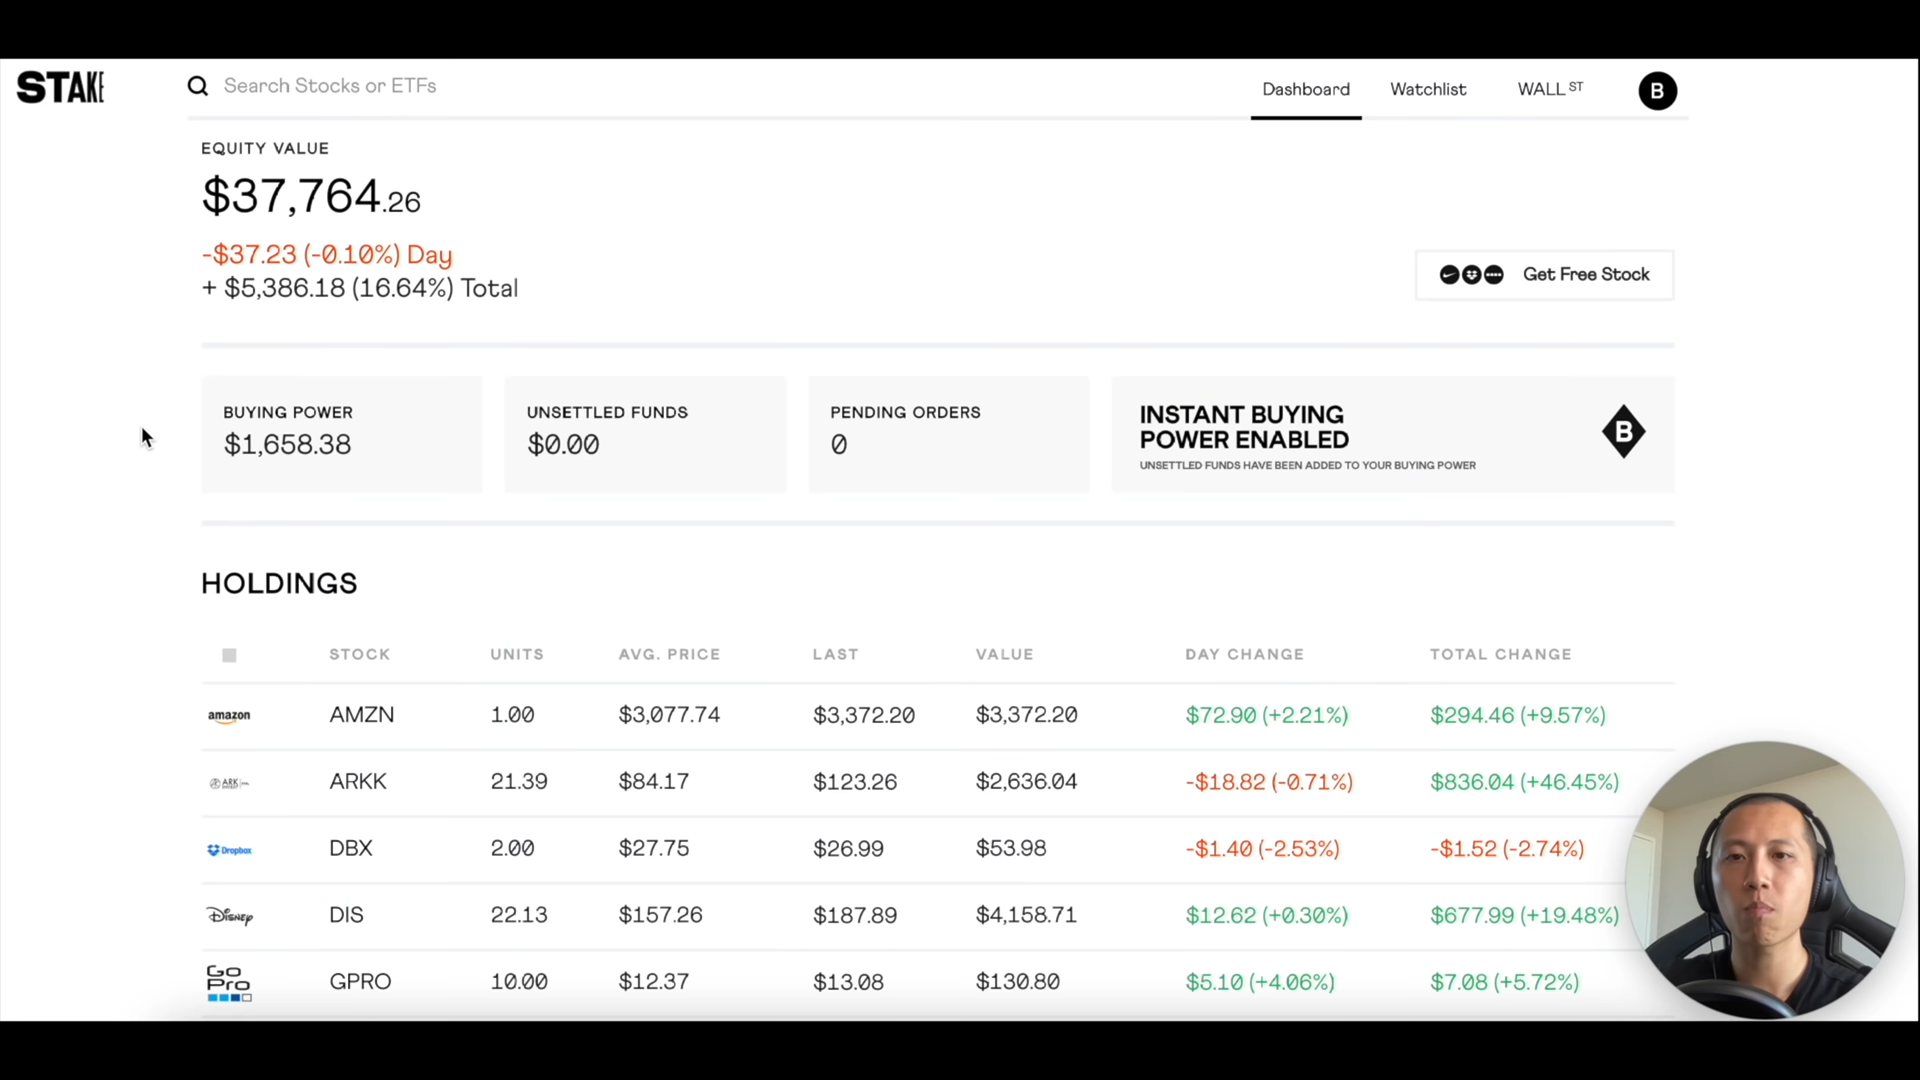 STAKE
Search Stocks or ETFs
Dashboard Watchlist WALL ST B
EQUITY VALUE
$37,764.26
-$37.23 (-0.10%) Day
+ $5,386.18 (16.64%) Total
Get Free Stock
BUYING POWER
$1,658.38
UNSETTLED FUNDS
$0.00
PENDING ORDERS
0
INSTANT BUYING
POWER ENABLED
UNSETTLED FUNDS HAVE BEEN ADDED TO YOUR BUYING POWER
B
HOLDINGS
STOCK UNITS AVG. PRICE LAST VALUE DAY CHANGE TOTAL CHANGE
amazon AMZN 1.00 $3,077.74 $3,372.20 $3,372.20 $72.90 (+2.21%) $294.46 (+9.57%)
ARK ARKK 21.39 $84.17 $123.26 $2,636.04 -$18.82 (-0.71%) $836.04 (+46.45%)
Dropbox DBX 2.00 $27.75 $26.99 $53.98 -$1.40 (-2.53%) -$1.52 (-2.74%)
Disney DIS 22.13 $157.26 $187.89 $4,158.71 $12.62 (+0.30%) $677.99 (+19.48%)
Go
Pro GPRO 10.00 $12.37 $13.08 $130.80 $5.10 (+4.06%) $7.08 (+5.72%)